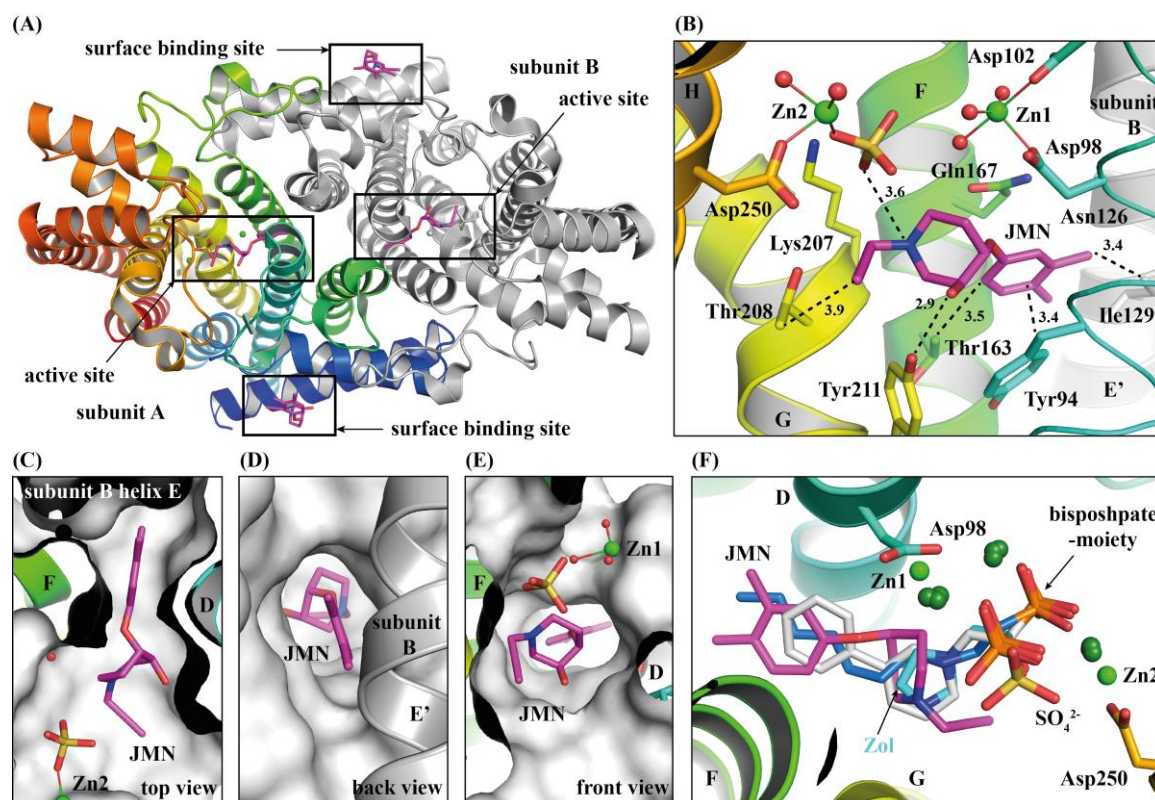 (A)
surface binding site
subunit B
active site
active site
subunit A
surface binding site
(B)
Asp102
H
Zn2
F
Zn1
subunit
B
Asp98
Gln167
Asp250
3.6
Asn126
Lys207
JMN
3.4
Thr208
3.9
2.9
3.5
3.4
Ile129
Thr163
Tyr211
Tyr94
E'
G
(C)
subunit B helix E
F
D
JMN
Zn2
top view
(D)
subunit
B
JMN
E'
back view
(E)
Zn1
F
D
JMN
front view
(F)
D
Asp98
bisposhpate
-moiety
JMN
Zn1
Zn2
SO₄²⁻
Zol
Asp250
F
G